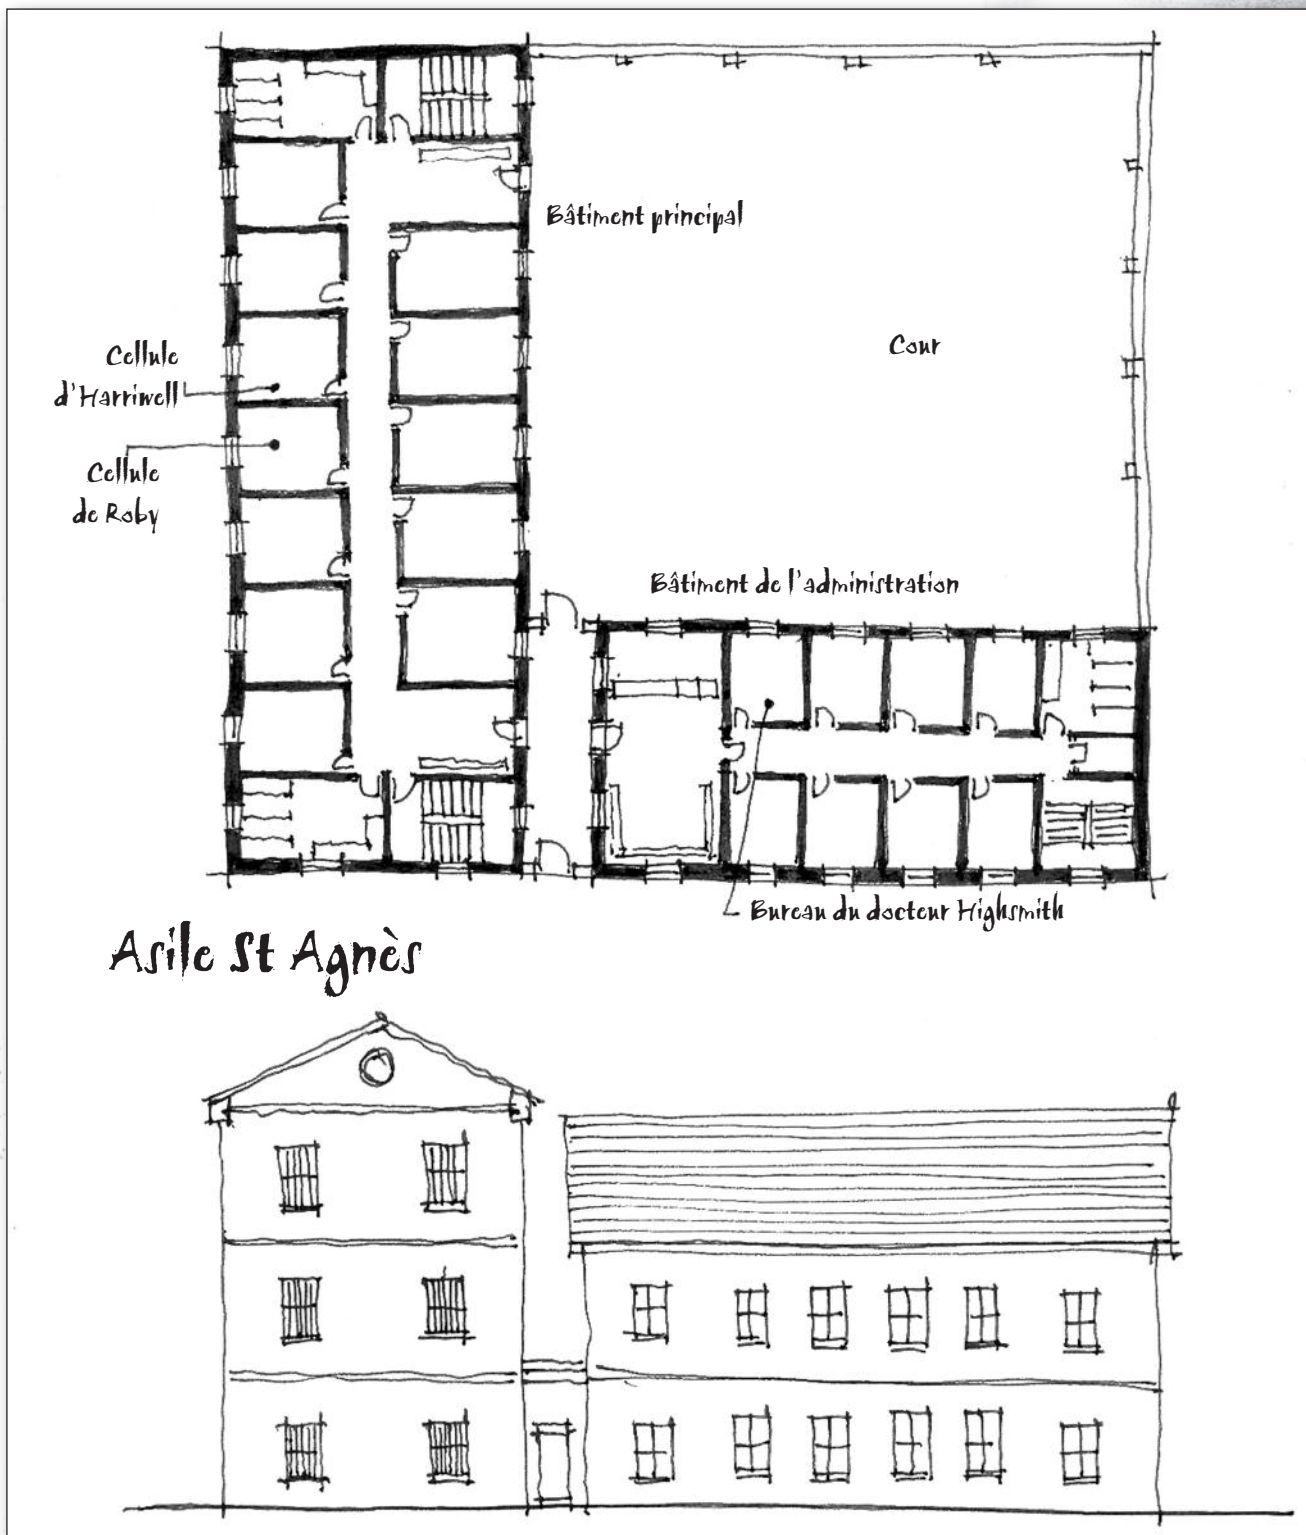 Bâtiment principal
Cour
Cellule
d'Harriwell
Cellule
de Roby
Bâtiment de l'administration
Bureau du docteur Highsmith
Asile St Agnès